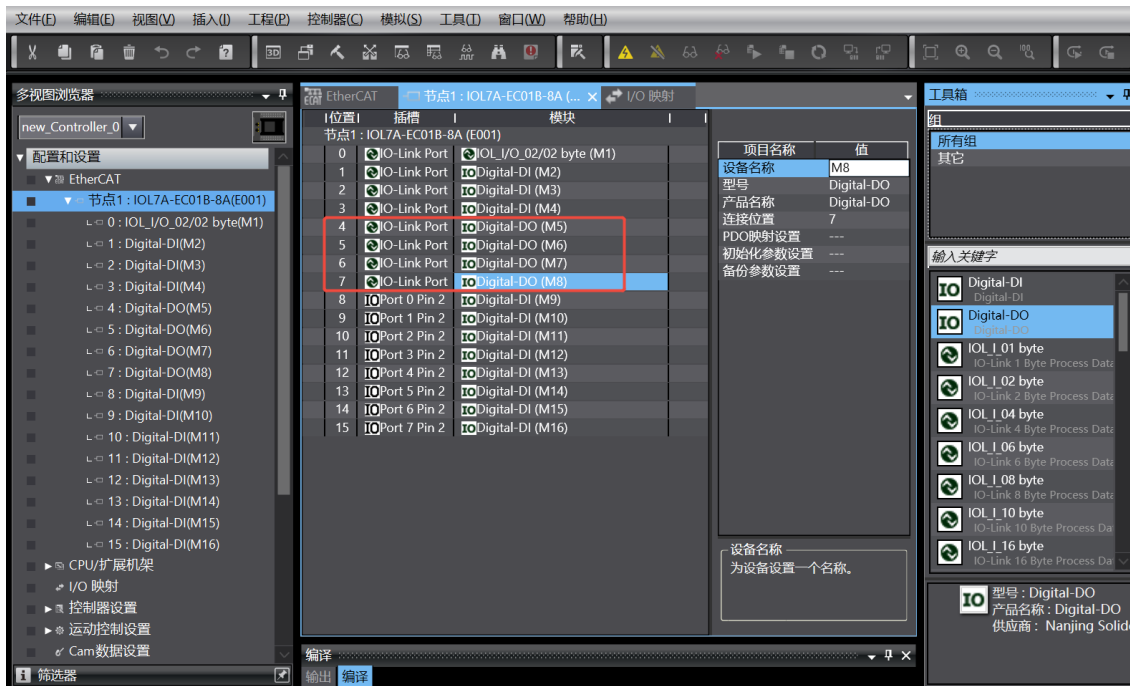 文件(F) 编辑(E) 视图(V) 插入(I) 工程(P) 控制器(C) 模拟(S) 工具(T) 窗口(W) 帮助(H)
多视图浏览器
new_Controller_0
配置和设置
EtherCAT
节点1 : IOL7A-EC01B-8A(E001)
0 : IOL_I/O_02/02 byte(M1)
1 : Digital-DI(M2)
2 : Digital-DI(M3)
3 : Digital-DI(M4)
4 : Digital-DO(M5)
5 : Digital-DO(M6)
6 : Digital-DO(M7)
7 : Digital-DO(M8)
8 : Digital-DI(M9)
9 : Digital-DI(M10)
10 : Digital-DI(M11)
11 : Digital-DI(M12)
12 : Digital-DI(M13)
13 : Digital-DI(M14)
14 : Digital-DI(M15)
15 : Digital-DI(M16)
CPU/扩展机架
I/O 映射
控制器设置
运动控制设置
Cam数据设置
筛选器
EtherCAT 节点1 : IOL7A-EC01B-8A (... I/O 映射
位置 插槽 模块
节点1 : IOL7A-EC01B-8A (E001)
0 IO-Link Port IOL_I/O_02/02 byte (M1)
1 IO-Link Port Digital-DI (M2)
2 IO-Link Port Digital-DI (M3)
3 IO-Link Port Digital-DI (M4)
4 IO-Link Port Digital-DO (M5)
5 IO-Link Port Digital-DO (M6)
6 IO-Link Port Digital-DO (M7)
7 IO-Link Port Digital-DO (M8)
8 Port 0 Pin 2 Digital-DI (M9)
9 Port 1 Pin 2 Digital-DI (M10)
10 Port 2 Pin 2 Digital-DI (M11)
11 Port 3 Pin 2 Digital-DI (M12)
12 Port 4 Pin 2 Digital-DI (M13)
13 Port 5 Pin 2 Digital-DI (M14)
14 Port 6 Pin 2 Digital-DI (M15)
15 Port 7 Pin 2 Digital-DI (M16)
项目名称 值
设备名称 M8
型号 Digital-DO
产品名称 Digital-DO
连接位置 7
PDO映射设置 ---
初始化参数设置 ---
备份参数设置 ---
设备名称
为设备设置一个名称。
编译
输出 编译
工具箱
组
所有组
其它
输入关键字
Digital-DI
Digital-DI
Digital-DO
Digital-DO
IOL_I_01 byte
IO-Link 1 Byte Process Data
IOL_I_02 byte
IO-Link 2 Byte Process Data
IOL_I_04 byte
IO-Link 4 Byte Process Data
IOL_I_06 byte
IO-Link 6 Byte Process Data
IOL_I_08 byte
IO-Link 8 Byte Process Data
IOL_I_10 byte
IO-Link 10 Byte Process Da
IOL_I_16 byte
IO-Link 16 Byte Process Da
型号 : Digital-DO
产品名称 : Digital-DO
供应商 : Nanjing Solid